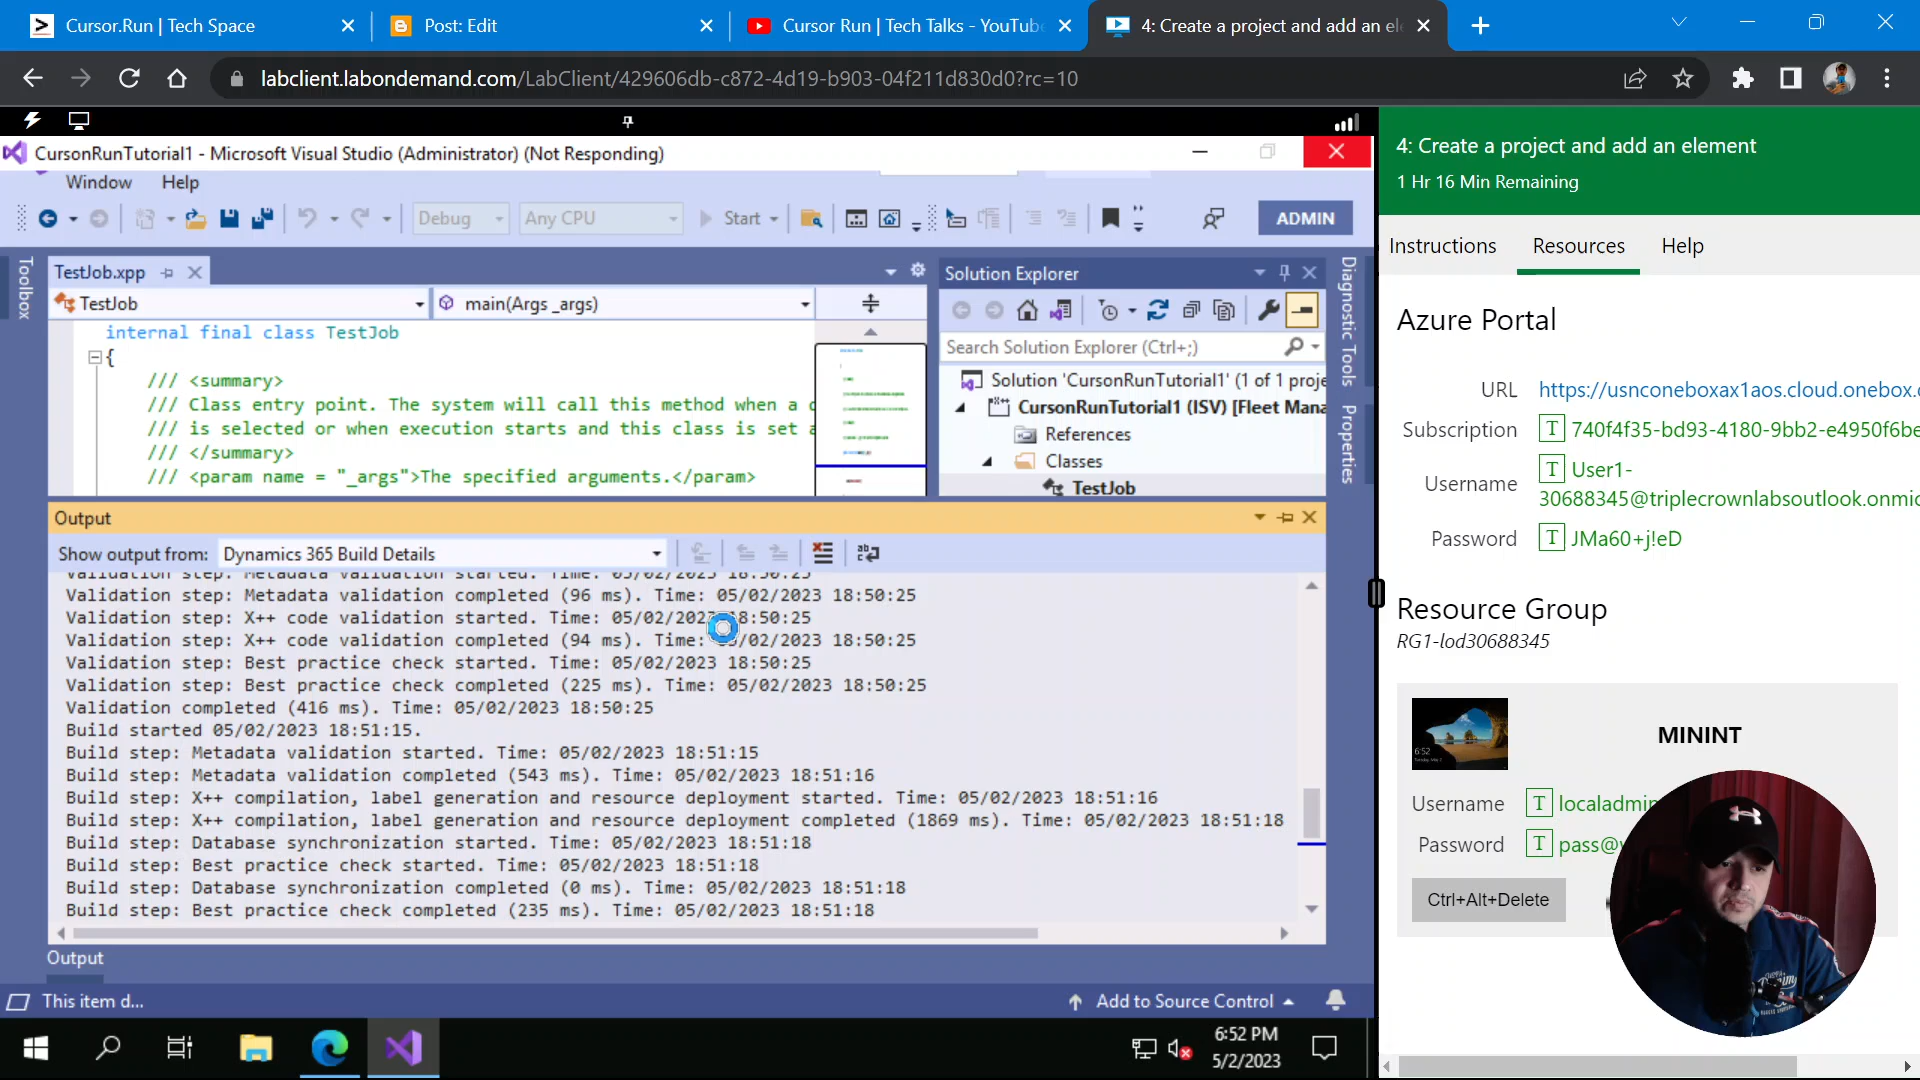 Cursor.Run | Tech Space
Post: Edit
Cursor Run | Tech Talks - YouTube
4: Create a project and add an el
labclient.labondemand.com/LabClient/429606db-c872-4d19-b903-04f211d830d0?rc=10
CursonRunTutorial1 - Microsoft Visual Studio (Administrator) (Not Responding)
Window Help
Debug Any CPU Start ADMIN
Toolbox
TestJob.xpp
TestJob main(Args _args)
internal final class TestJob
{
/// <summary>
/// Class entry point. The system will call this method when a
/// is selected or when execution starts and this class is set
/// </summary>
/// <param name = "_args">The specified arguments.</param>
Solution Explorer
Search Solution Explorer (Ctrl+;)
Solution 'CursonRunTutorial1' (1 of 1 proje
CursonRunTutorial1 (ISV) [Fleet Mana
References
Classes
TestJob
Diagnostic Tools
Properties
Output
Show output from: Dynamics 365 Build Details
Validation step: Metadata validation started. Time: 05/02/2023 18:50:25
Validation step: Metadata validation completed (96 ms). Time: 05/02/2023 18:50:25
Validation step: X++ code validation started. Time: 05/02/2023 18:50:25
Validation step: X++ code validation completed (94 ms). Time: 05/02/2023 18:50:25
Validation step: Best practice check started. Time: 05/02/2023 18:50:25
Validation step: Best practice check completed (225 ms). Time: 05/02/2023 18:50:25
Validation completed (416 ms). Time: 05/02/2023 18:50:25
Build started 05/02/2023 18:51:15.
Build step: Metadata validation started. Time: 05/02/2023 18:51:15
Build step: Metadata validation completed (543 ms). Time: 05/02/2023 18:51:16
Build step: X++ compilation, label generation and resource deployment started. Time: 05/02/2023 18:51:16
Build step: X++ compilation, label generation and resource deployment completed (1869 ms). Time: 05/02/2023 18:51:18
Build step: Database synchronization started. Time: 05/02/2023 18:51:18
Build step: Best practice check started. Time: 05/02/2023 18:51:18
Build step: Database synchronization completed (0 ms). Time: 05/02/2023 18:51:18
Build step: Best practice check completed (235 ms). Time: 05/02/2023 18:51:18
Output
This item d...
Add to Source Control
6:52 PM
5/2/2023
4: Create a project and add an element
1 Hr 16 Min Remaining
Instructions Resources Help
Azure Portal
URL https://usnconeboxax1aos.cloud.onebox.
Subscription T 740f4f35-bd93-4180-9bb2-e4950f6be
Username T User1-
30688345@triplecrownlabsoutlook.onmic
Password T JMa60+j!eD
Resource Group
RG1-lod30688345
MININT
Username T localadmin
Password T pass@
Ctrl+Alt+Delete